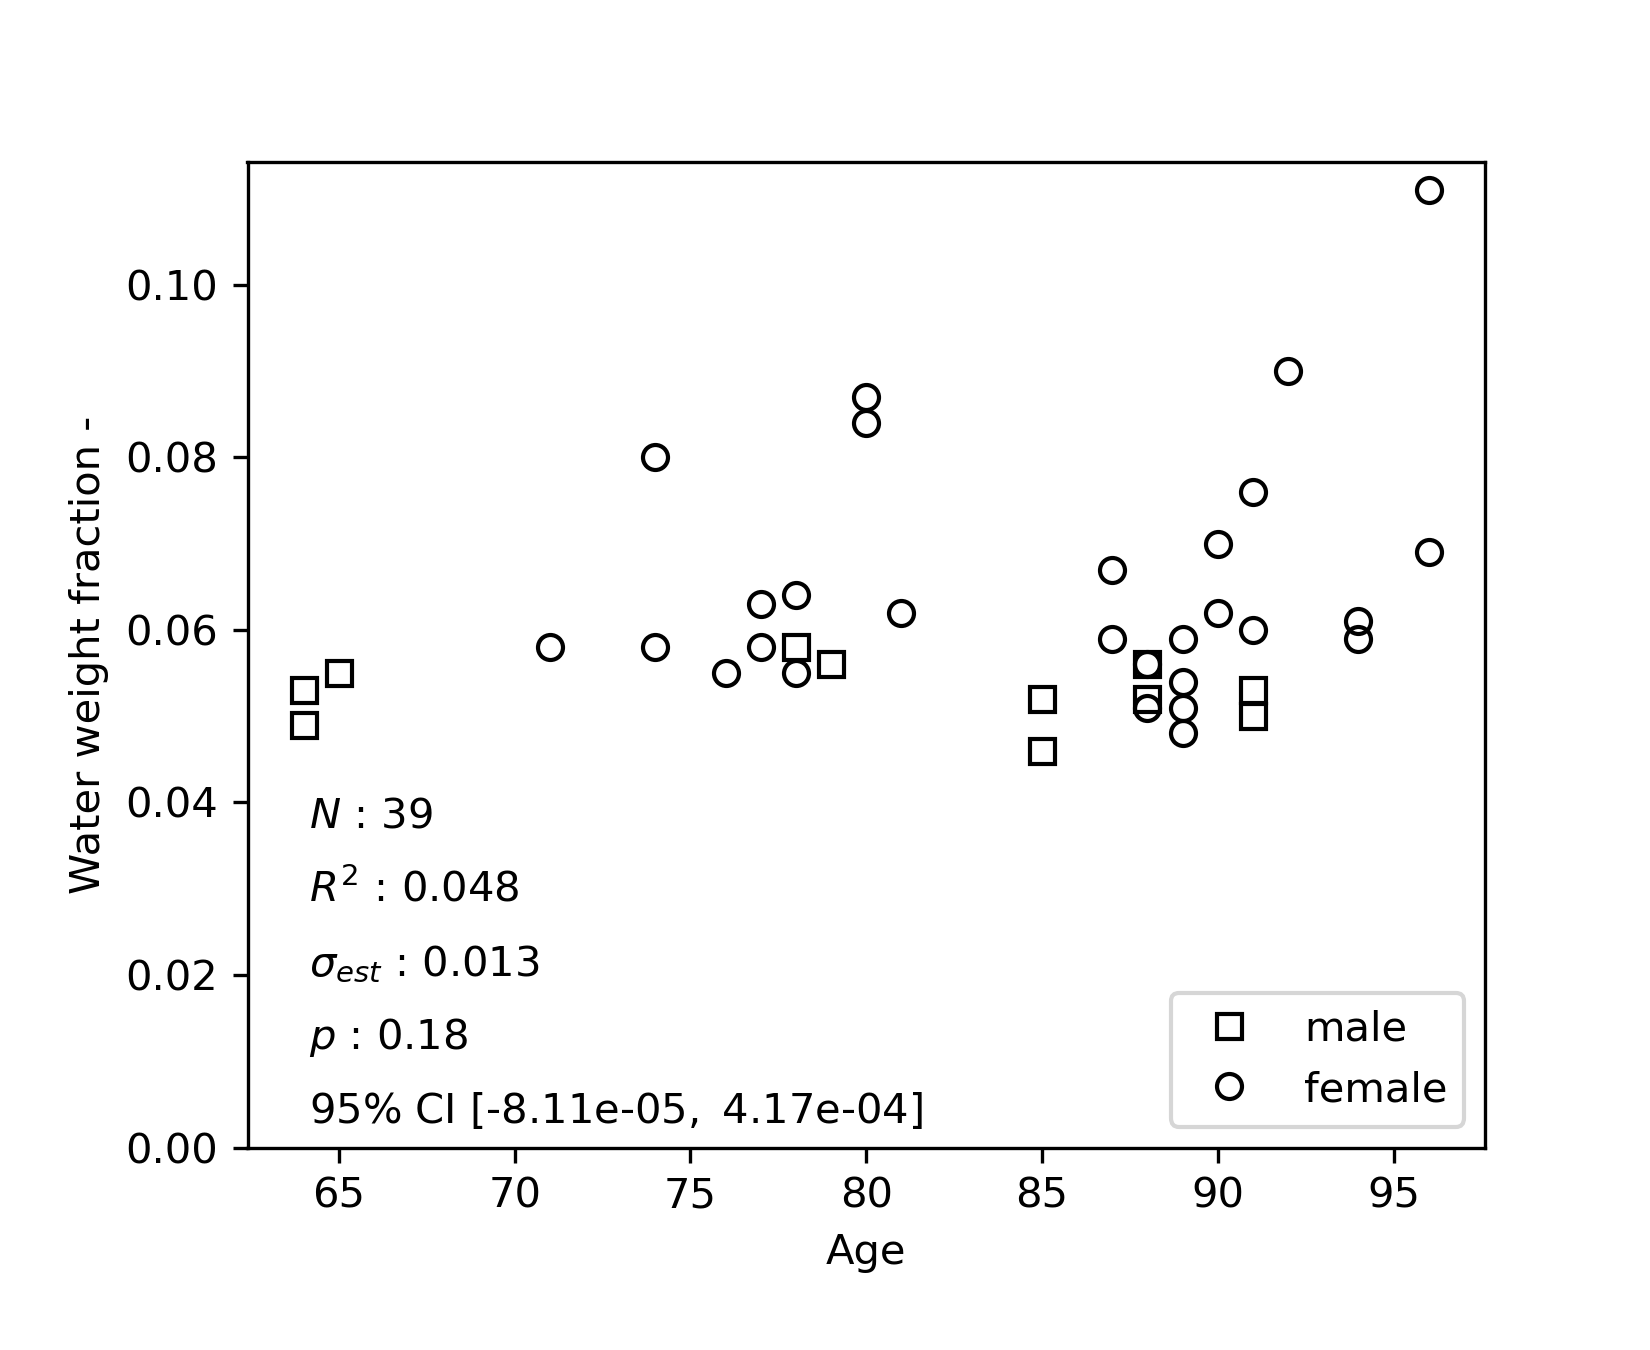 0.10
0.08
0.06
0.04
0.02
0.00
Water weight fraction -
N : 39
R² : 0.048
σest : 0.013
p : 0.18
95% CI [-8.11e-05, 4.17e-04]
male
female
65 70 75 80 85 90 95
Age